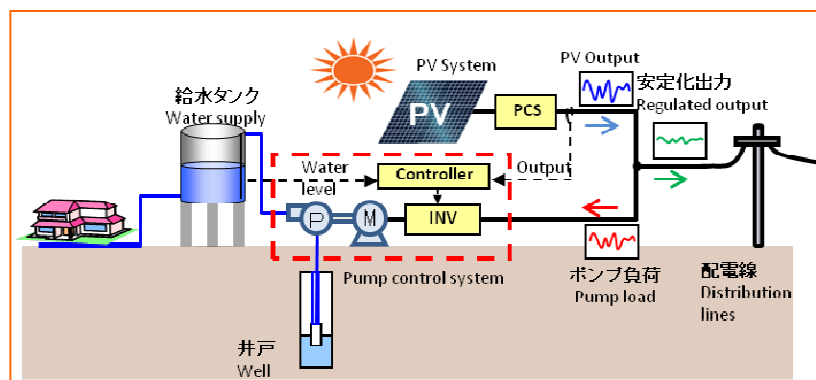 PV System
PV Output
給水タンク
Water supply
安定化出力
Regulated output
PV
PCS
Water
level
Output
Controller
P
M
INV
Pump control system
ポンプ負荷
Pump load
配電線
Distribution
lines
井戸
Well